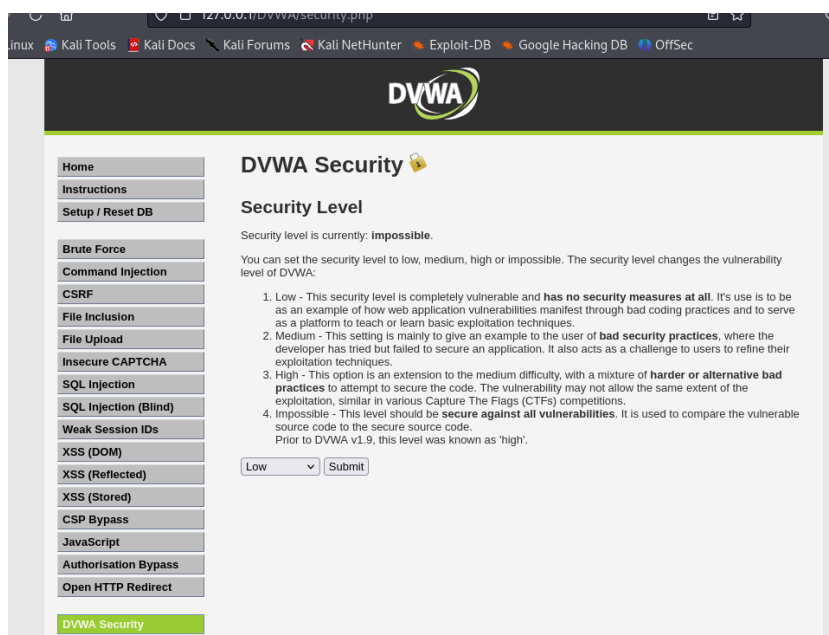 127.0.0.1/DVWA/security.php
Linux Kali Tools Kali Docs Kali Forums Kali NetHunter Exploit-DB Google Hacking DB OffSec
DVWA
Home
Instructions
Setup / Reset DB
Brute Force
Command Injection
CSRF
File Inclusion
File Upload
Insecure CAPTCHA
SQL Injection
SQL Injection (Blind)
Weak Session IDs
XSS (DOM)
XSS (Reflected)
XSS (Stored)
CSP Bypass
JavaScript
Authorisation Bypass
Open HTTP Redirect
DVWA Security
DVWA Security
Security Level
Security level is currently: impossible.
You can set the security level to low, medium, high or impossible. The security level changes the vulnerability
level of DVWA:
1. Low - This security level is completely vulnerable and has no security measures at all. It's use is to be
as an example of how web application vulnerabilities manifest through bad coding practices and to serve
as a platform to teach or learn basic exploitation techniques.
2. Medium - This setting is mainly to give an example to the user of bad security practices, where the
developer has tried but failed to secure an application. It also acts as a challenge to users to refine their
exploitation techniques.
3. High - This option is an extension to the medium difficulty, with a mixture of harder or alternative bad
practices to attempt to secure the code. The vulnerability may not allow the same extent of the
exploitation, similar in various Capture The Flags (CTFs) competitions.
4. Impossible - This level should be secure against all vulnerabilities. It is used to compare the vulnerable
source code to the secure source code.
Prior to DVWA v1.9, this level was known as 'high'.
Low Submit